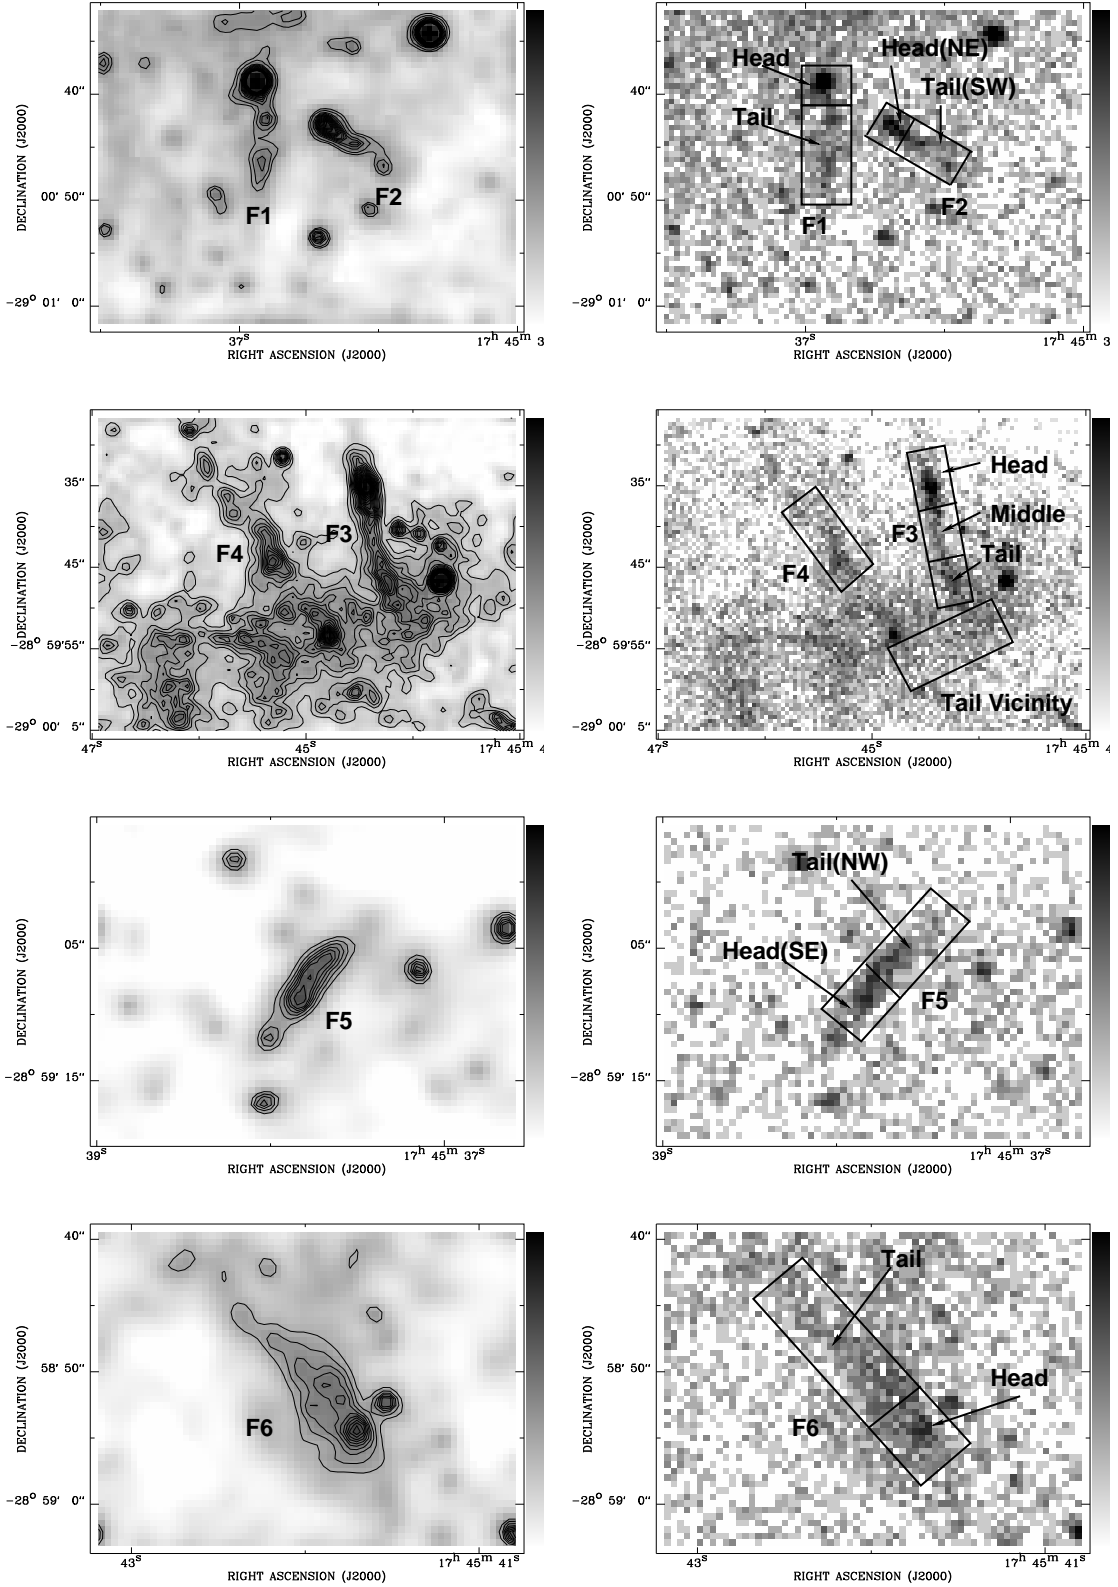 DECLINATION (J2000)
40"
00' 50"
-29° 01' 0"
F1
F2
37s
17h 45m 3
RIGHT ASCENSION (J2000)
DECLINATION (J2000)
40"
00' 50"
-29° 01' 0"
Head
Tail
Head(NE)
Tail(SW)
F1
F2
37s
17h 45m 3
RIGHT ASCENSION (J2000)
DECLINATION (J2000)
35"
45"
-28° 59'55"
-29° 00' 5"
F4
F3
47s
45s
17h 45m 4
RIGHT ASCENSION (J2000)
DECLINATION (J2000)
35"
45"
-28° 59'55"
-29° 00' 5"
Head
Middle
F3
Tail
F4
Tail Vicinity
47s
45s
17h 45m 4
RIGHT ASCENSION (J2000)
DECLINATION (J2000)
05"
-28° 59' 15"
F5
39s
17h 45m 37s
RIGHT ASCENSION (J2000)
DECLINATION (J2000)
05"
-28° 59' 15"
Tail(NW)
Head(SE)
F5
39s
17h 45m 37s
RIGHT ASCENSION (J2000)
DECLINATION (J2000)
40"
58' 50"
-28° 59' 0"
F6
43s
17h 45m 41s
RIGHT ASCENSION (J2000)
DECLINATION (J2000)
40"
58' 50"
-28° 59' 0"
Tail
Head
F6
43s
17h 45m 41s
RIGHT ASCENSION (J2000)